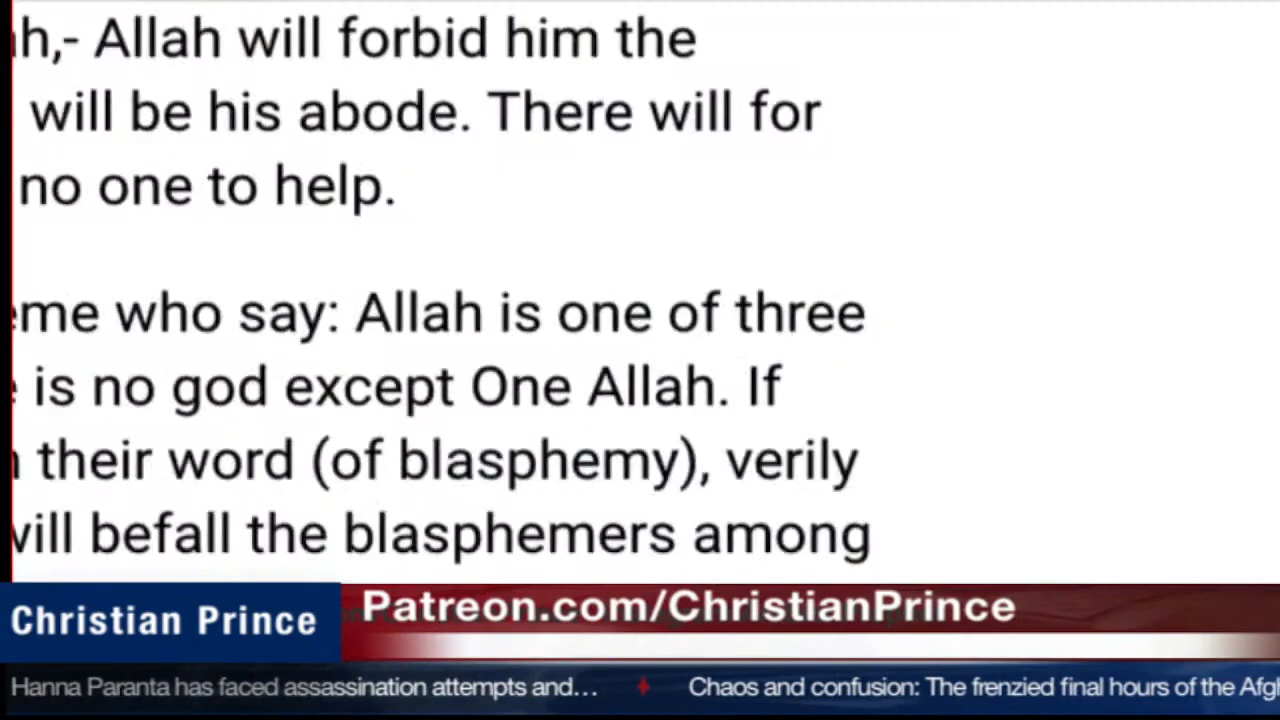 h,- Allah will forbid him the
will be his abode. There will for
no one to help.
eme who say: Allah is one of three
is no god except One Allah. If
their word (of blasphemy), verily
will befall the blasphemers among
Christian Prince
Patreon.com/ChristianPrince
Hanna Paranta has faced assassination attempts and... Chaos and confusion: The frenzied final hours of the Afgh